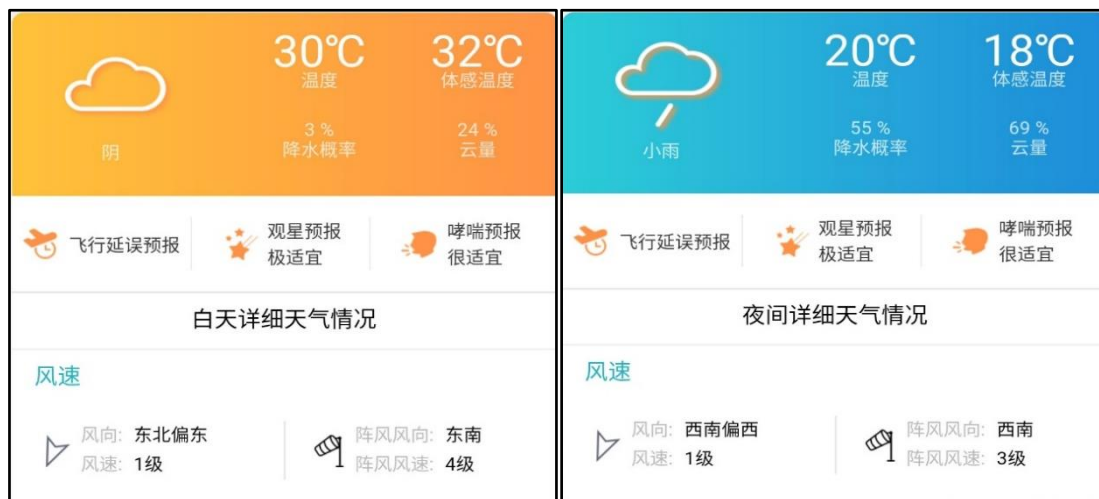 30℃
32℃
温度
体感温度
3 %
24 %
阴
降水概率
云量
飞行延误预报
观星预报
极适宜
哮喘预报
很适宜
白天详细天气情况
风速
风向: 东北偏东
风速: 1级
阵风风向: 东南
阵风风速: 4级
20℃
18℃
温度
体感温度
55 %
69 %
小雨
降水概率
云量
飞行延误预报
观星预报
极适宜
哮喘预报
很适宜
夜间详细天气情况
风速
风向: 西南偏西
风速: 1级
阵风风向: 西南
阵风风速: 3级